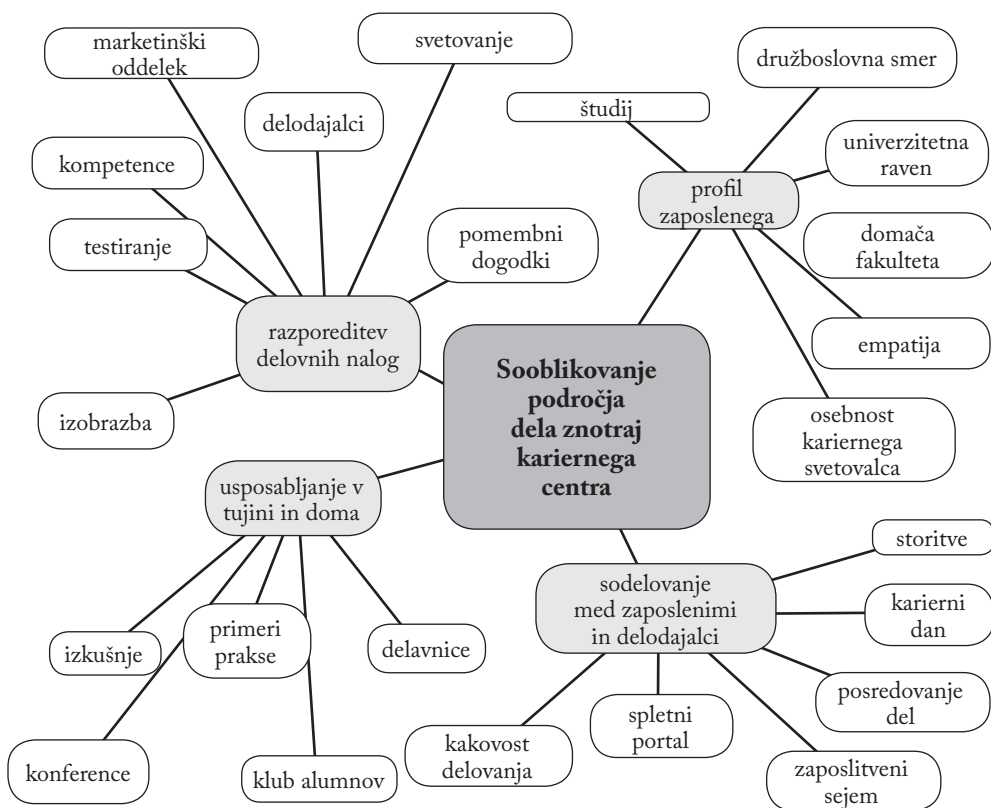 marketinški
oddelek
svetovanje
družboslovna smer
študij
delodajalci
univerzitetna
raven
kompetence
profil
zaposlenega
testiranje
pomembni
dogodki
domača
fakulteta
razporeditev
delovnih nalog
empatija
Sooblikovanje
področja
dela znotraj
kariernega
centra
izobrazba
osebnost
kariernega
svetovalca
usposabljanje v
tujini in doma
storitve
sodelovanje
med zaposlenimi
in delodajalci
karierni
dan
izkušnje
primeri
prakse
delavnice
posredovanje
del
spletni
portal
kakovost
delovanja
konference
klub alumnov
zaposlitveni
sejem